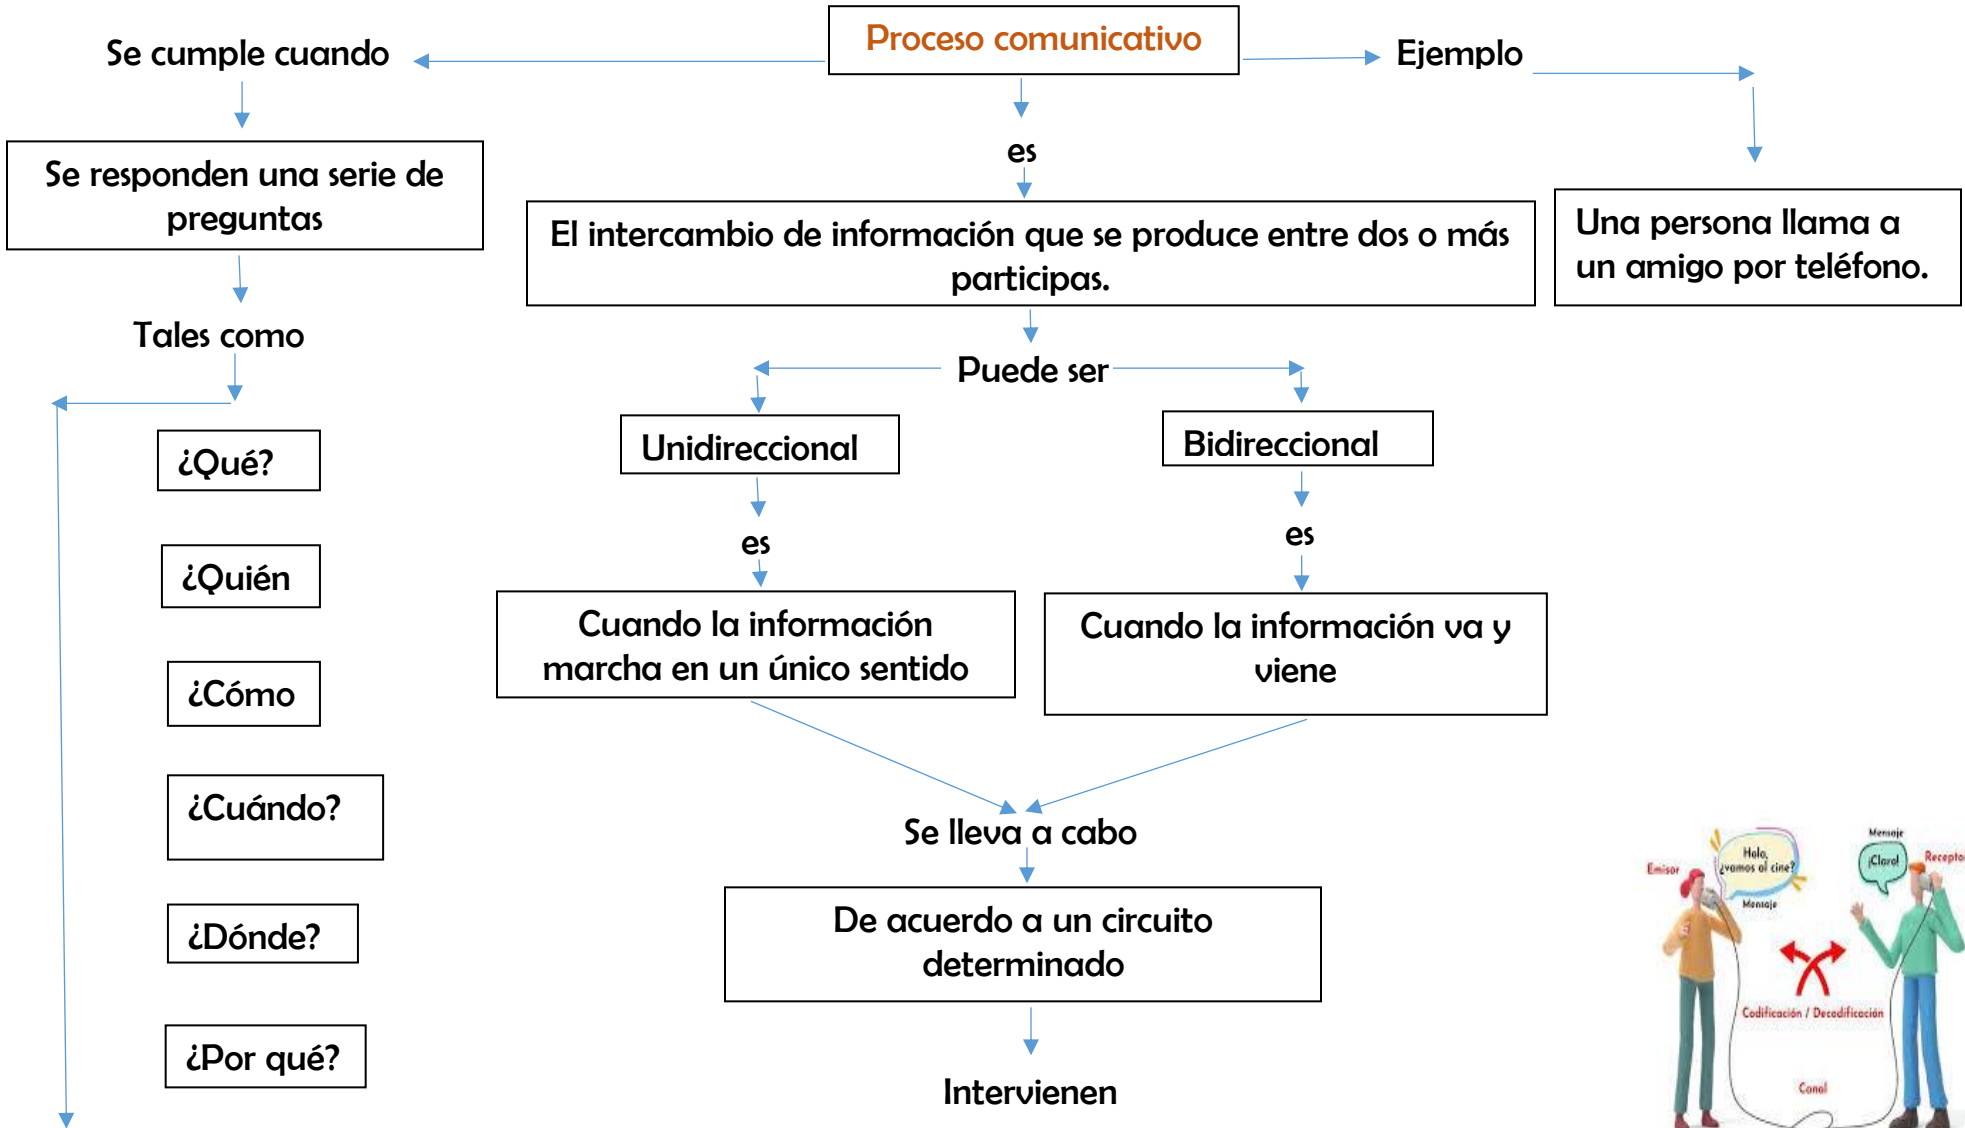 Proceso comunicativo
Se cumple cuando
Ejemplo
es
Se responden una serie de
preguntas
El intercambio de información que se produce entre dos o más
participas.
Una persona llama a
un amigo por teléfono.
Tales como
Puede ser
¿Qué?
¿Quién
¿Cómo
¿Cuándo?
¿Dónde?
¿Por qué?
Unidireccional
Bidireccional
es
es
Cuando la información
marcha en un único sentido
Cuando la información va y
viene
Se lleva a cabo
De acuerdo a un circuito
determinado
Intervienen
Emisor
Hola,
¿vamos al cine?
Mensaje
Mensaje
¡Claro!
Receptor
Codificación / Decodificación
Canal